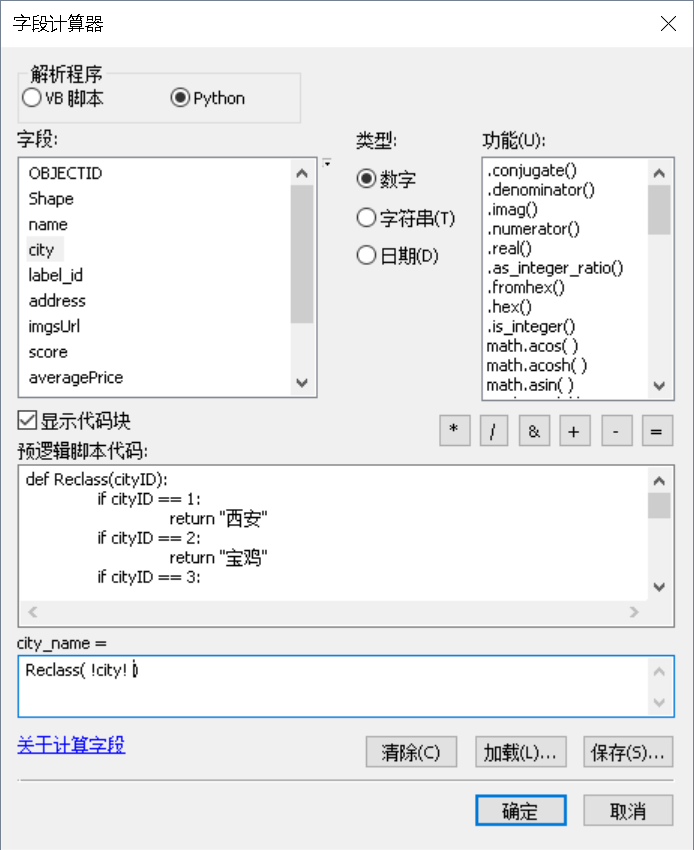 字段计算器
解析程序
VB 脚本
Python
字段:
类型:
功能(U):
OBJECTID
Shape
name
city
label_id
address
imgsUrl
score
averagePrice
数字
字符串(T)
日期(D)
.conjugate()
.denominator()
.imag()
.numerator()
.real()
.as_integer_ratio()
.fromhex()
.hex()
.is_integer()
math.acos( )
math.acosh( )
math.asin( )
显示代码块
* / & + - =
预逻辑脚本代码:
def Reclass(cityID):
if cityID == 1:
return "西安"
if cityID == 2:
return "宝鸡"
if cityID == 3:
city_name =
Reclass( !city! )
关于计算字段
清除(C)
加载(L)...
保存(S)...
确定
取消